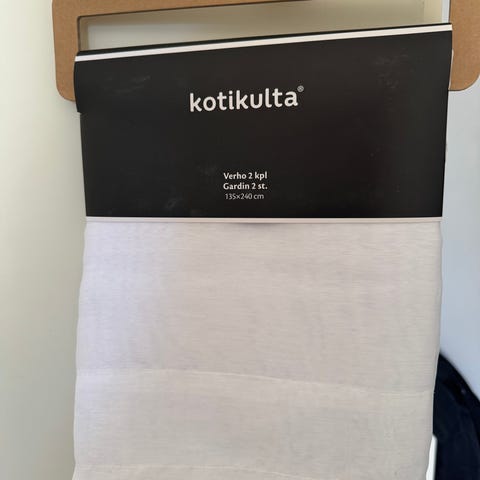 kotikulta®
Verho 2 kpl
Gardin 2 st.
135×240 cm